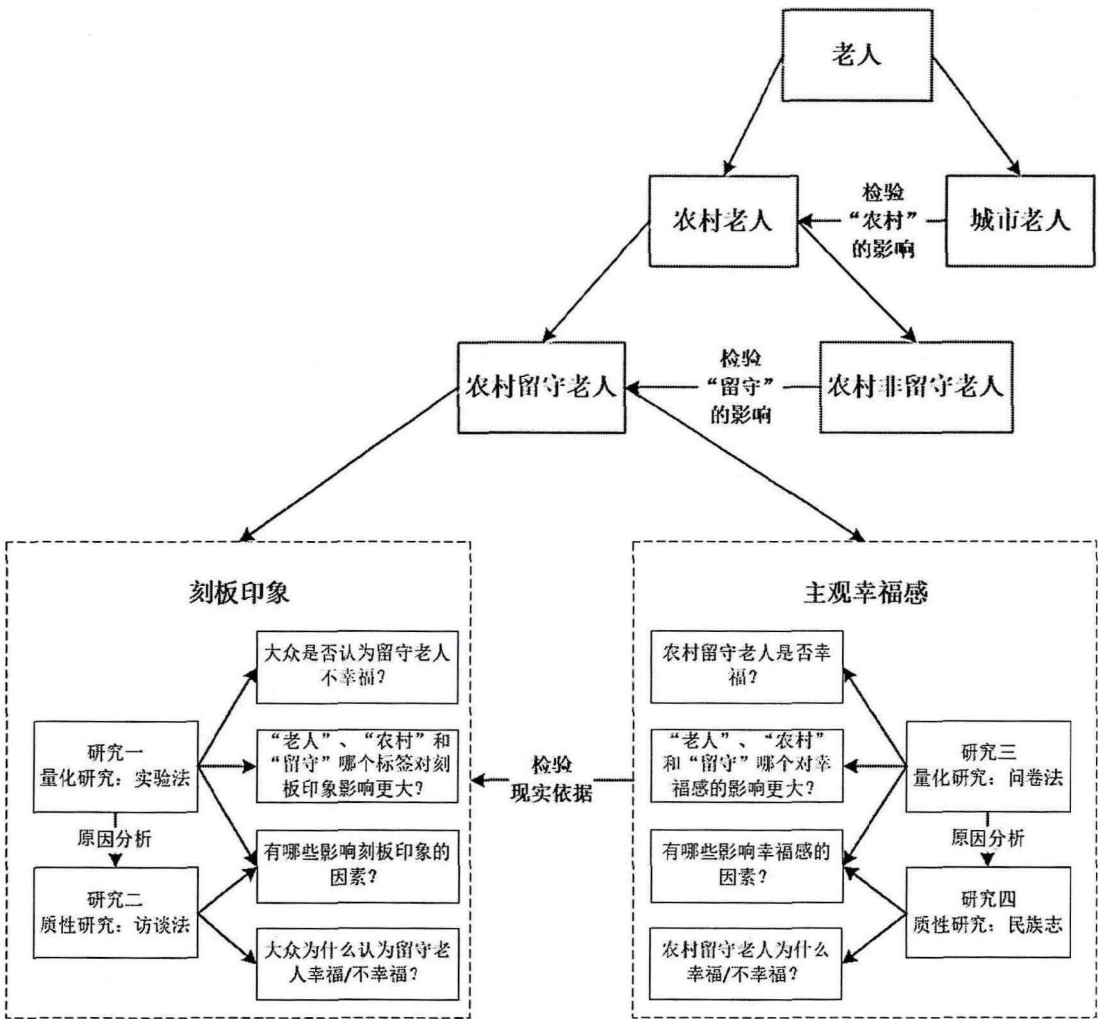 老人
农村老人
检验
“农村”
的影响
城市老人
农村留守老人
检验
“留守”
的影响
农村非留守老人
刻板印象
大众是否认为留守老人
不幸福？
研究一
量化研究：实验法
“老人”、“农村”和
“留守”哪个标签对刻
板印象影响更大？
原因分析
有哪些影响刻板印象的
因素？
研究二
质性研究：访谈法
大众为什么认为留守老
人幸福/不幸福？
检验
现实依据
主观幸福感
农村留守老人是否幸
福？
“老人”、“农村”
和“留守”哪个对幸
福感的影响更大？
研究三
量化研究：问卷法
原因分析
有哪些影响幸福感的
因素？
研究四
质性研究：民族志
农村留守老人为什么
幸福/不幸福？